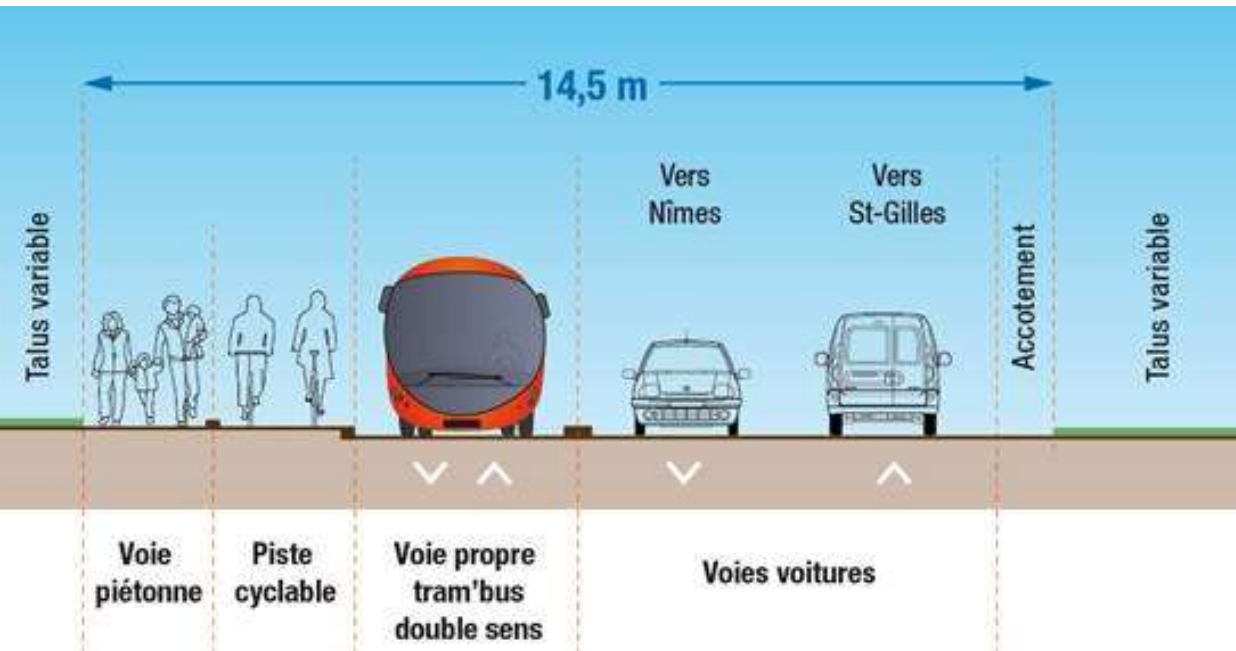 14,5 m
Talus variable
Vers
Nîmes
Vers
St-Gilles
Accotement
Talus variable
Voie
piétonne
Piste
cyclable
Voie propre
tram'bus
double sens
Voies voitures